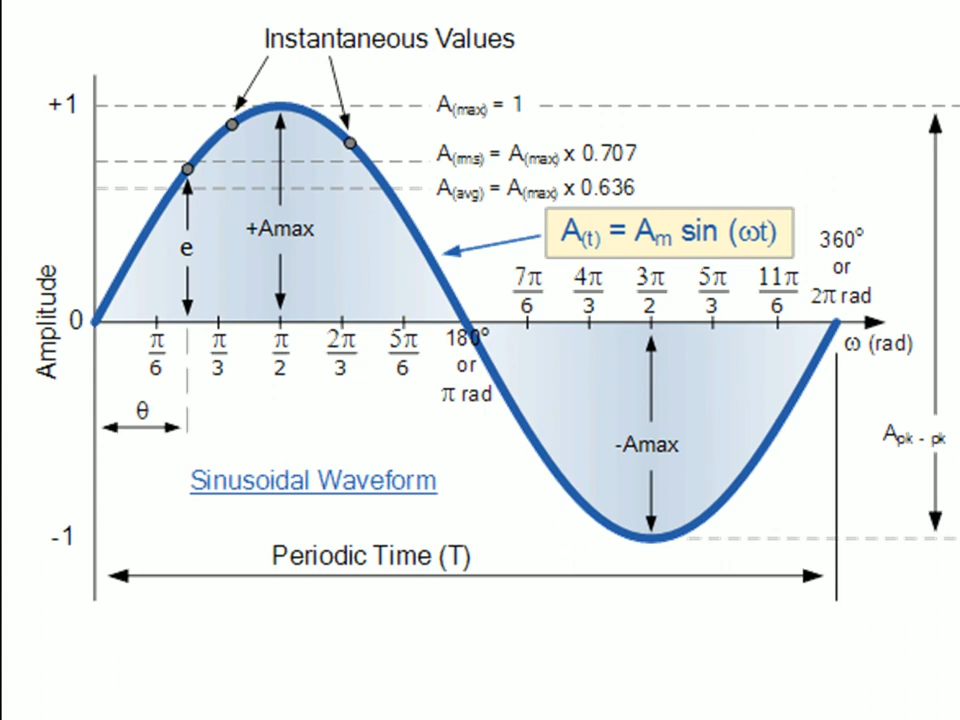 Instantaneous Values
+1
A(max) = 1
A(rms) = A(max) x 0.707
A(avg) = A(max) x 0.636
+Amax
e
A(t) = Am sin (ωt)
360°
or
2π rad
7π/6 4π/3 3π/2 5π/3 11π/6
Amplitude
0
π/6 π/3 π/2 2π/3 5π/6
180°
or
π rad
ω (rad)
θ
-Amax
Apk - pk
Sinusoidal Waveform
-1
Periodic Time (T)